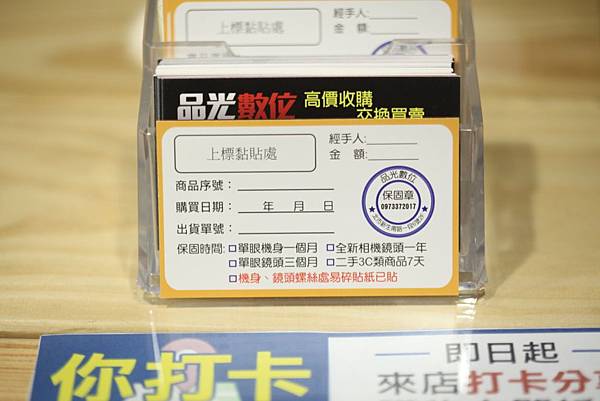 上標黏貼處
經手人:
金 額:
品光數位 高價收購
交換買賣
上標黏貼處
經手人:
金 額:
商品序號:
購買日期: 年 月 日
出貨單號:
品光數位
保固章
0973372017
保固時間: □單眼機身一個月 □全新相機鏡頭一年
□單眼鏡頭三個月 □二手3C類商品7天
□機身、鏡頭螺絲處易碎貼紙已貼
你打卡
即日起
來店打卡分